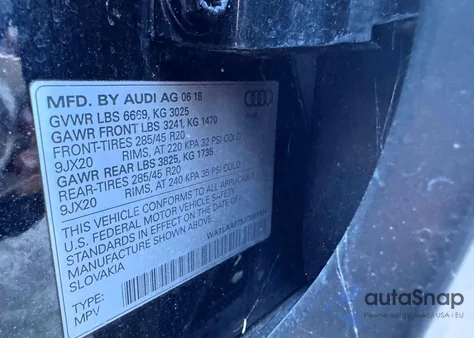 MFD. BY AUDI AG 06 18
GVWR LBS 6669, KG 3025
GAWR FRONT LBS 3241, KG 1470
FRONT-TIRES 285/45 R20
9JX20 RIMS, AT 220 KPA 32 PSI COLD
GAWR REAR LBS 3825, KG 1735
REAR-TIRES 285/45 R20
9JX20 RIMS, AT 240 KPA 35 PSI COLD
THIS VEHICLE CONFORMS TO ALL APPLICABLE
U.S. FEDERAL MOTOR VEHICLE SAFETY
STANDARDS IN EFFECT ON THE DATE OF
MANUFACTURE SHOWN ABOVE.
SLOVAKIA
TYPE:
MPV
Audi
autoSnap